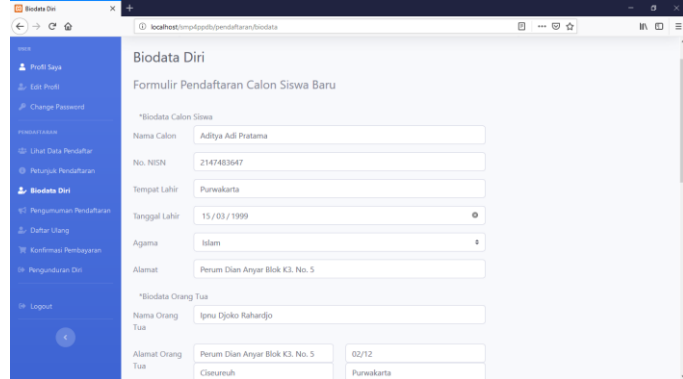 Biodata Diri
localhost/smp4ppdb/pendaftaran/biodata
USER
Profil Saya
Edit Profil
Change Password
PENDAFTARAN
Lihat Data Pendaftar
Petunjuk Pendaftaran
Biodata Diri
Pengumuman Pendaftaran
Daftar Ulang
Konfirmasi Pembayaran
Pengunduran Diri
Logout
Biodata Diri
Formulir Pendaftaran Calon Siswa Baru
*Biodata Calon Siswa
Nama Calon Aditya Adi Pratama
No. NISN 2147483647
Tempat Lahir Purwakarta
Tanggal Lahir 15 / 03 / 1999
Agama Islam
Alamat Perum Dian Anyar Blok K3. No. 5
*Biodata Orang Tua
Nama Orang Tua Ipnu Djoko Rahardjo
Alamat Orang Tua Perum Dian Anyar Blok K3. No. 5 02/12
Ciseureuh Purwakarta